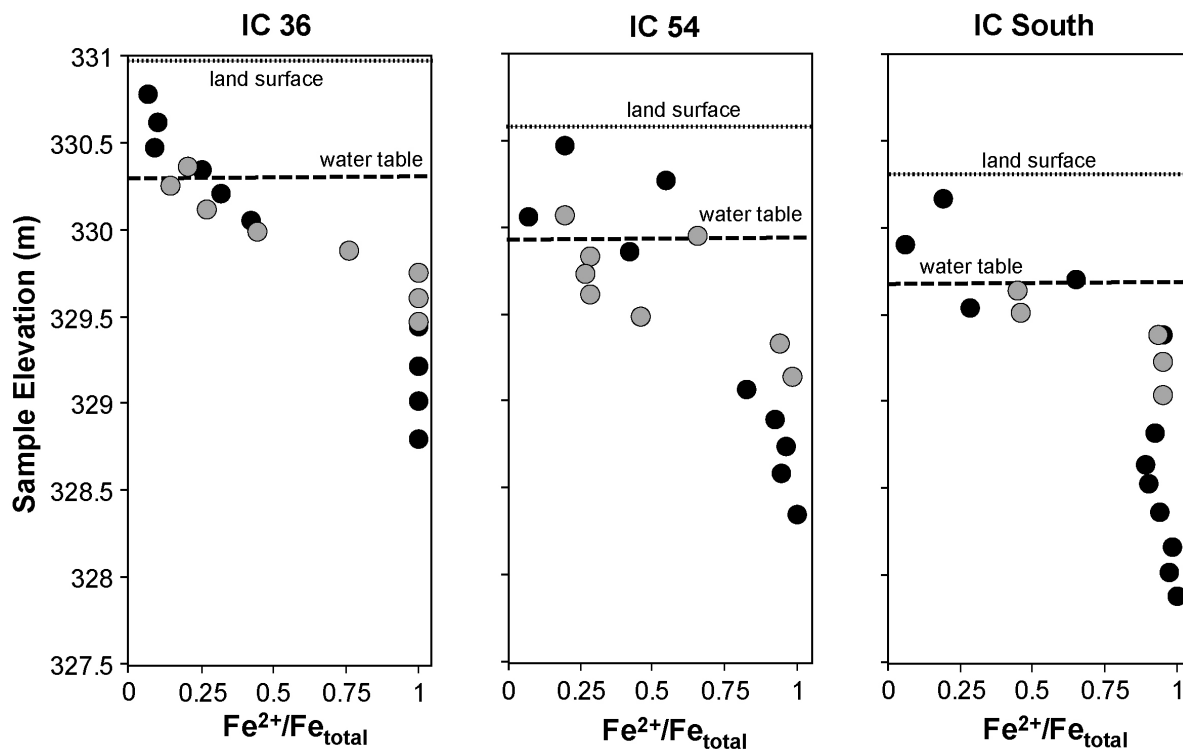 IC 36
IC 54
IC South
Sample Elevation (m)
331
330.5
330
329.5
329
328.5
328
327.5
land surface
water table
0
0.25
0.5
0.75
1
Fe²⁺/Fe_total
land surface
water table
0
0.25
0.5
0.75
1
Fe²⁺/Fe_total
land surface
water table
0
0.25
0.5
0.75
1
Fe²⁺/Fe_total